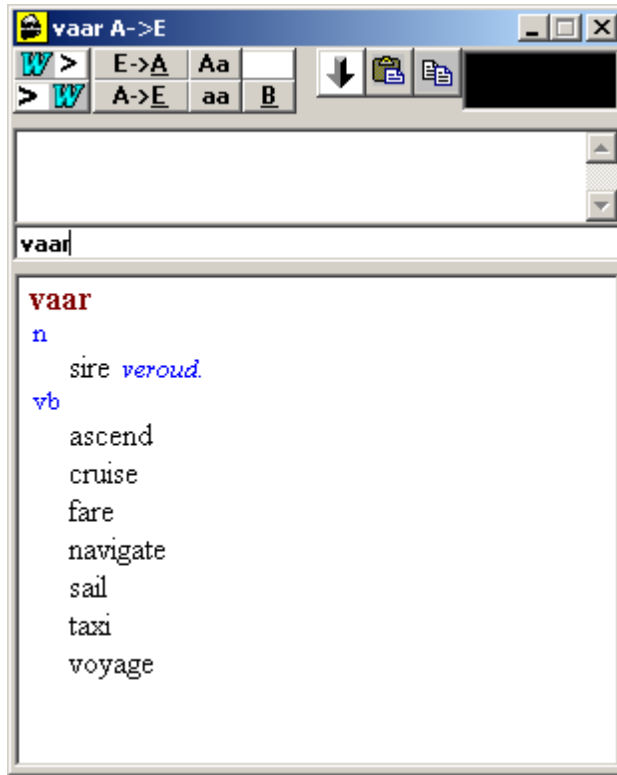 vaar A->E
W > E->A Aa
> W A->E aa B
vaar
vaar
n
sire veroud.
vb
ascend
cruise
fare
navigate
sail
taxi
voyage